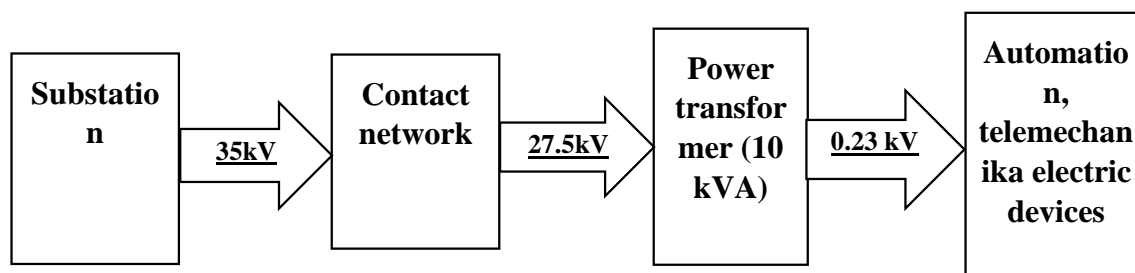 Substatio
n
35kV
Contact
network
27.5kV
Power
transfor
mer (10
kVA)
0.23 kV
Automatio
n,
telemechan
ika electric
devices